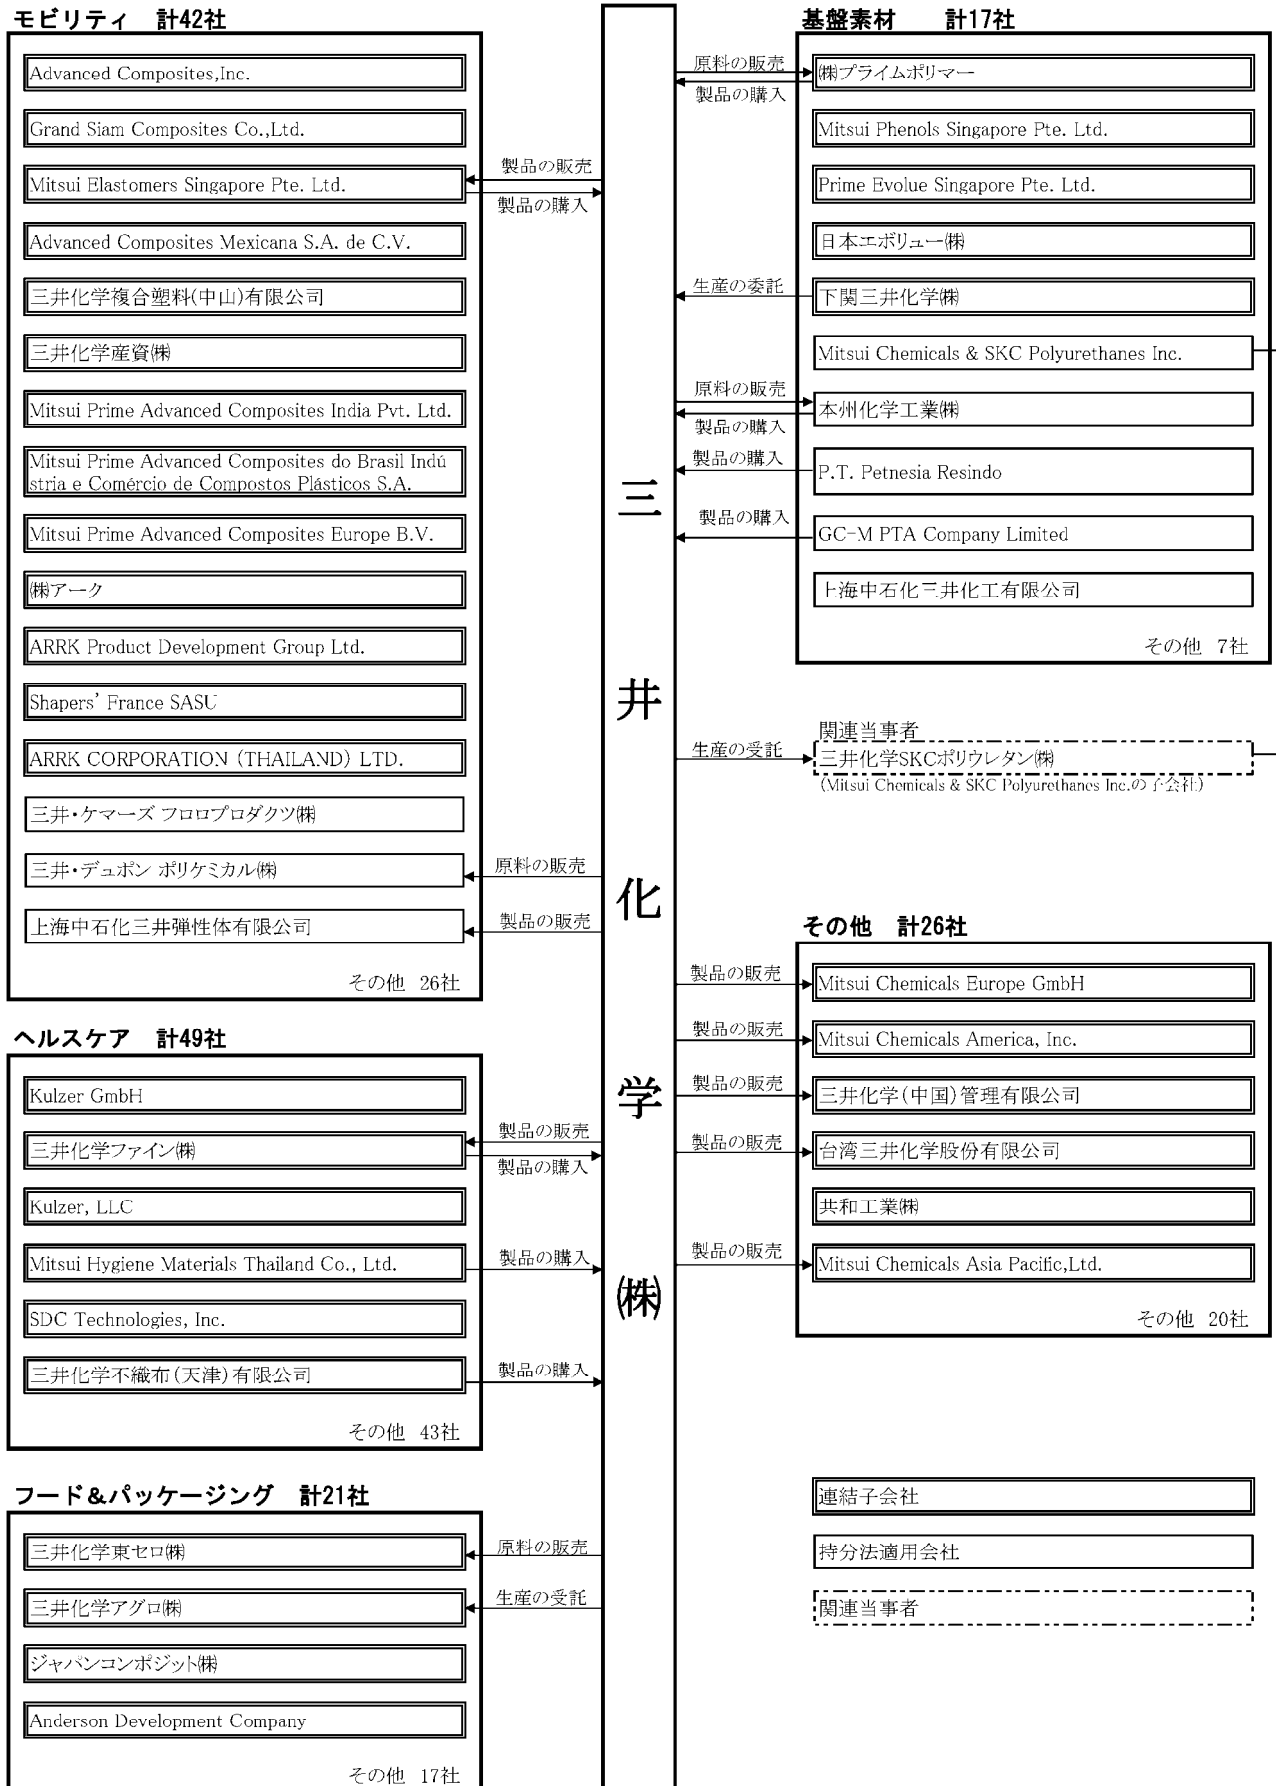 モビリティ 計42社
Advanced Composites,Inc.
Grand Siam Composites Co.,Ltd.
Mitsui Elastomers Singapore Pte. Ltd.
製品の販売
製品の購入
Advanced Composites Mexicana S.A. de C.V.
三井化学複合塑料(中山)有限公司
三井化学産資㈱
Mitsui Prime Advanced Composites India Pvt. Ltd.
Mitsui Prime Advanced Composites do Brasil Indú
stria e Comércio de Compostos Plásticos S.A.
Mitsui Prime Advanced Composites Europe B.V.
㈱アーク
ARRK Product Development Group Ltd.
Shapers' France SASU
ARRK CORPORATION (THAILAND) LTD.
三井・ケマーズ フロロプロダクツ㈱
三井・デュポン ポリケミカル㈱
原料の販売
上海中石化三井弾性体有限公司
製品の販売
その他 26社
ヘルスケア 計49社
Kulzer GmbH
三井化学ファイン㈱
製品の販売
製品の購入
Kulzer, LLC
Mitsui Hygiene Materials Thailand Co., Ltd.
製品の購入
SDC Technologies, Inc.
三井化学不織布(天津)有限公司
製品の購入
その他 43社
フード&パッケージング 計21社
三井化学東セロ㈱
原料の販売
三井化学アグロ㈱
生産の受託
ジャパンコンポジット㈱
Anderson Development Company
その他 17社
三井化学㈱
基盤素材 計17社
原料の販売
製品の購入
㈱プライムポリマー
Mitsui Phenols Singapore Pte. Ltd.
Prime Evolue Singapore Pte. Ltd.
日本エボリュー㈱
生産の委託
下関三井化学㈱
Mitsui Chemicals & SKC Polyurethanes Inc.
原料の販売
製品の購入
本州化学工業㈱
製品の購入
P.T. Petnesia Resindo
製品の購入
GC-M PTA Company Limited
上海中石化三井化工有限公司
その他 7社
関連当事者
生産の受託
三井化学SKCポリウレタン㈱
(Mitsui Chemicals & SKC Polyurethanes Inc.の子会社)
その他 計26社
製品の販売
Mitsui Chemicals Europe GmbH
製品の販売
Mitsui Chemicals America, Inc.
製品の販売
三井化学(中国)管理有限公司
製品の販売
台湾三井化学股份有限公司
共和工業㈱
製品の販売
Mitsui Chemicals Asia Pacific,Ltd.
その他 20社
連結子会社
持分法適用会社
関連当事者